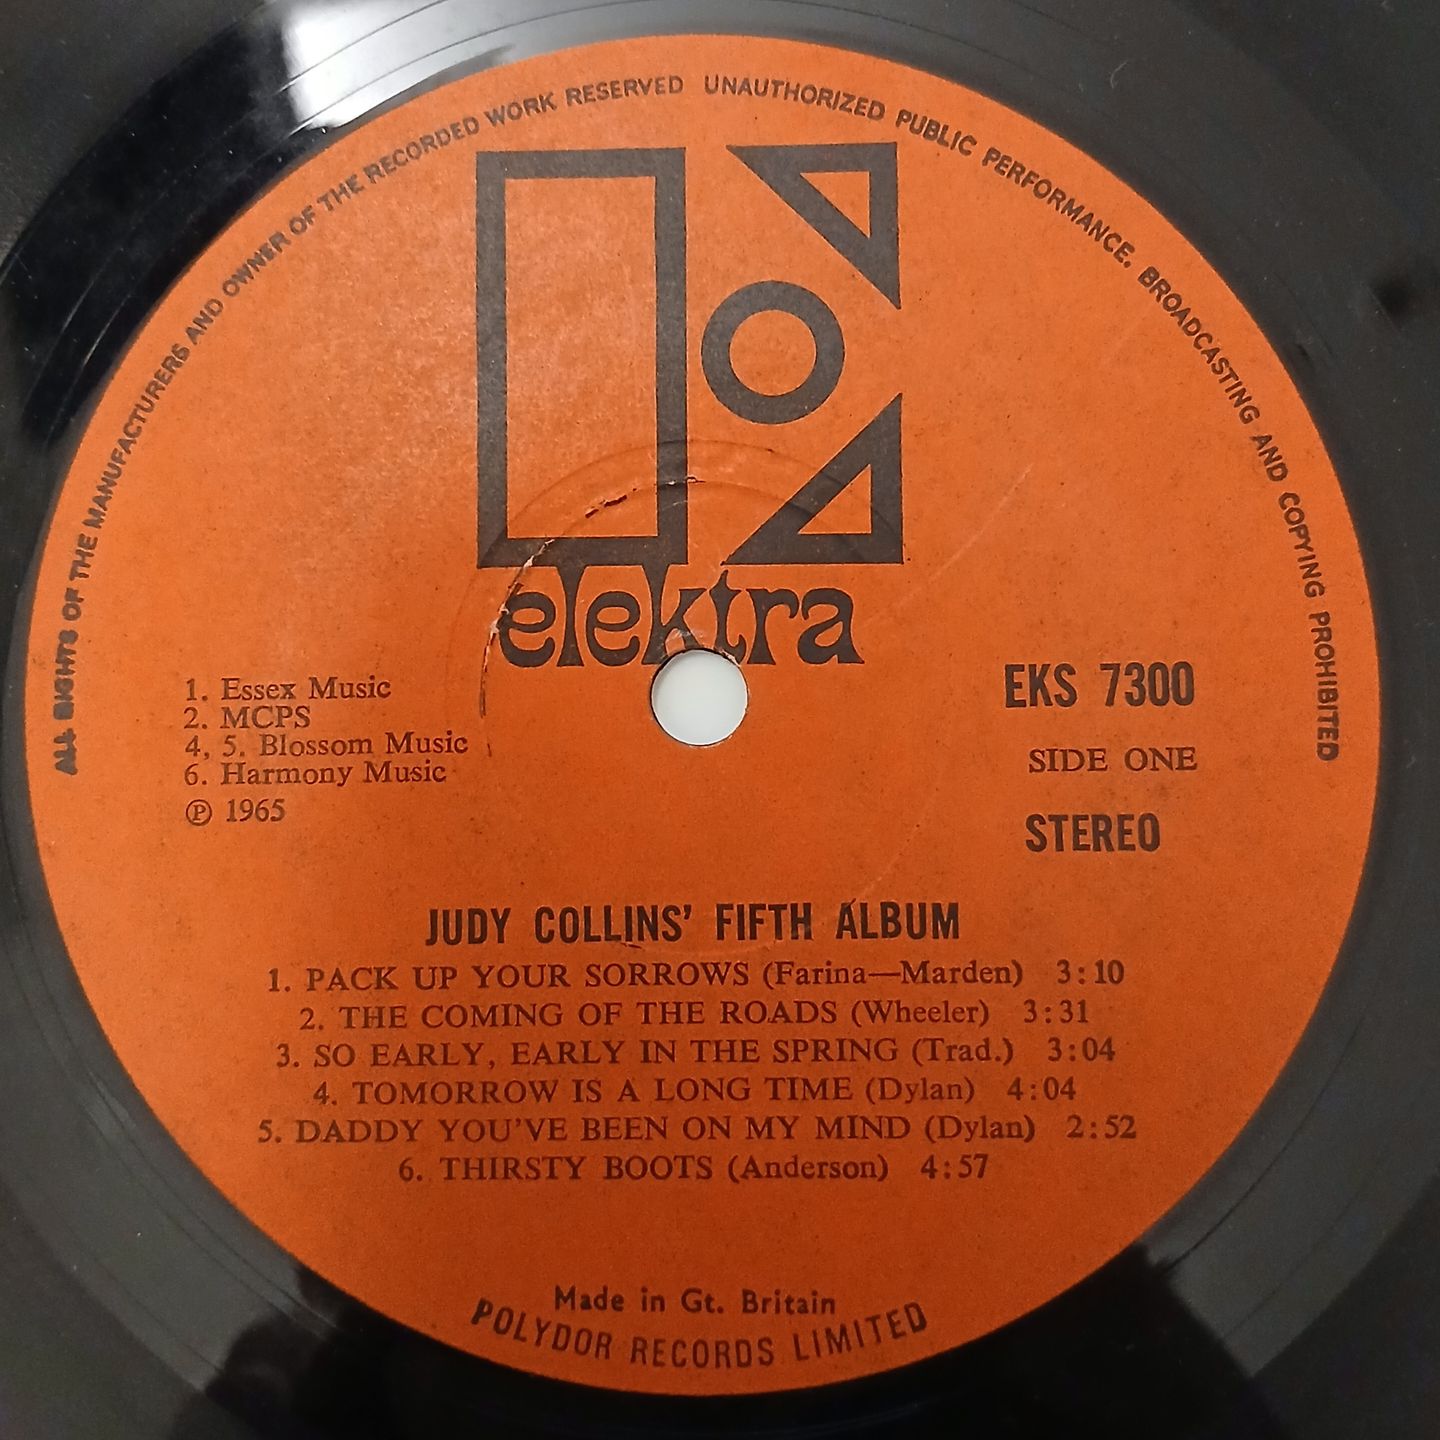 ALL RIGHTS OF THE MANUFACTURERS AND OWNER OF THE RECORDED WORK RESERVED UNAUTHORIZED PUBLIC PERFORMANCE. BROADCASTING AND COPYING PROHIBITED
elektra
1. Essex Music
2. MCPS
4, 5. Blossom Music
6. Harmony Music
℗ 1965
EKS 7300
SIDE ONE
STEREO
JUDY COLLINS' FIFTH ALBUM
1. PACK UP YOUR SORROWS (Farina—Marden) 3:10
2. THE COMING OF THE ROADS (Wheeler) 3:31
3. SO EARLY, EARLY IN THE SPRING (Trad.) 3:04
4. TOMORROW IS A LONG TIME (Dylan) 4:04
5. DADDY YOU'VE BEEN ON MY MIND (Dylan) 2:52
6. THIRSTY BOOTS (Anderson) 4:57
Made in Gt. Britain
POLYDOR RECORDS LIMITED